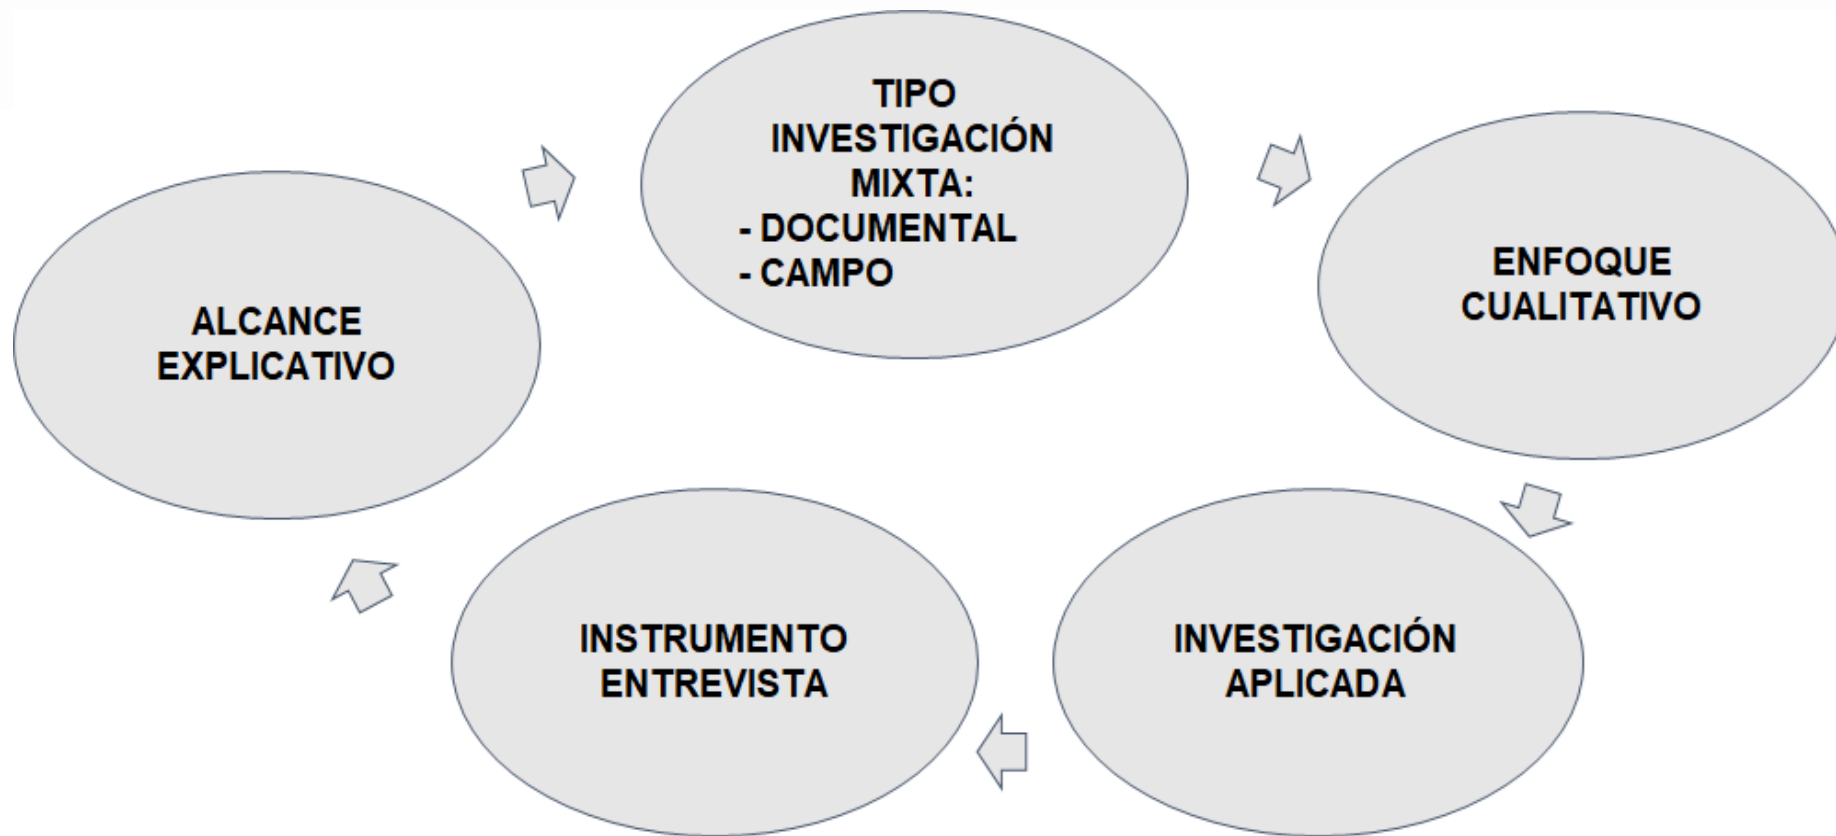 TIPO
INVESTIGACIÓN
MIXTA:
- DOCUMENTAL
- CAMPO
ENFOQUE
CUALITATIVO
INVESTIGACIÓN
APLICADA
INSTRUMENTO
ENTREVISTA
ALCANCE
EXPLICATIVO